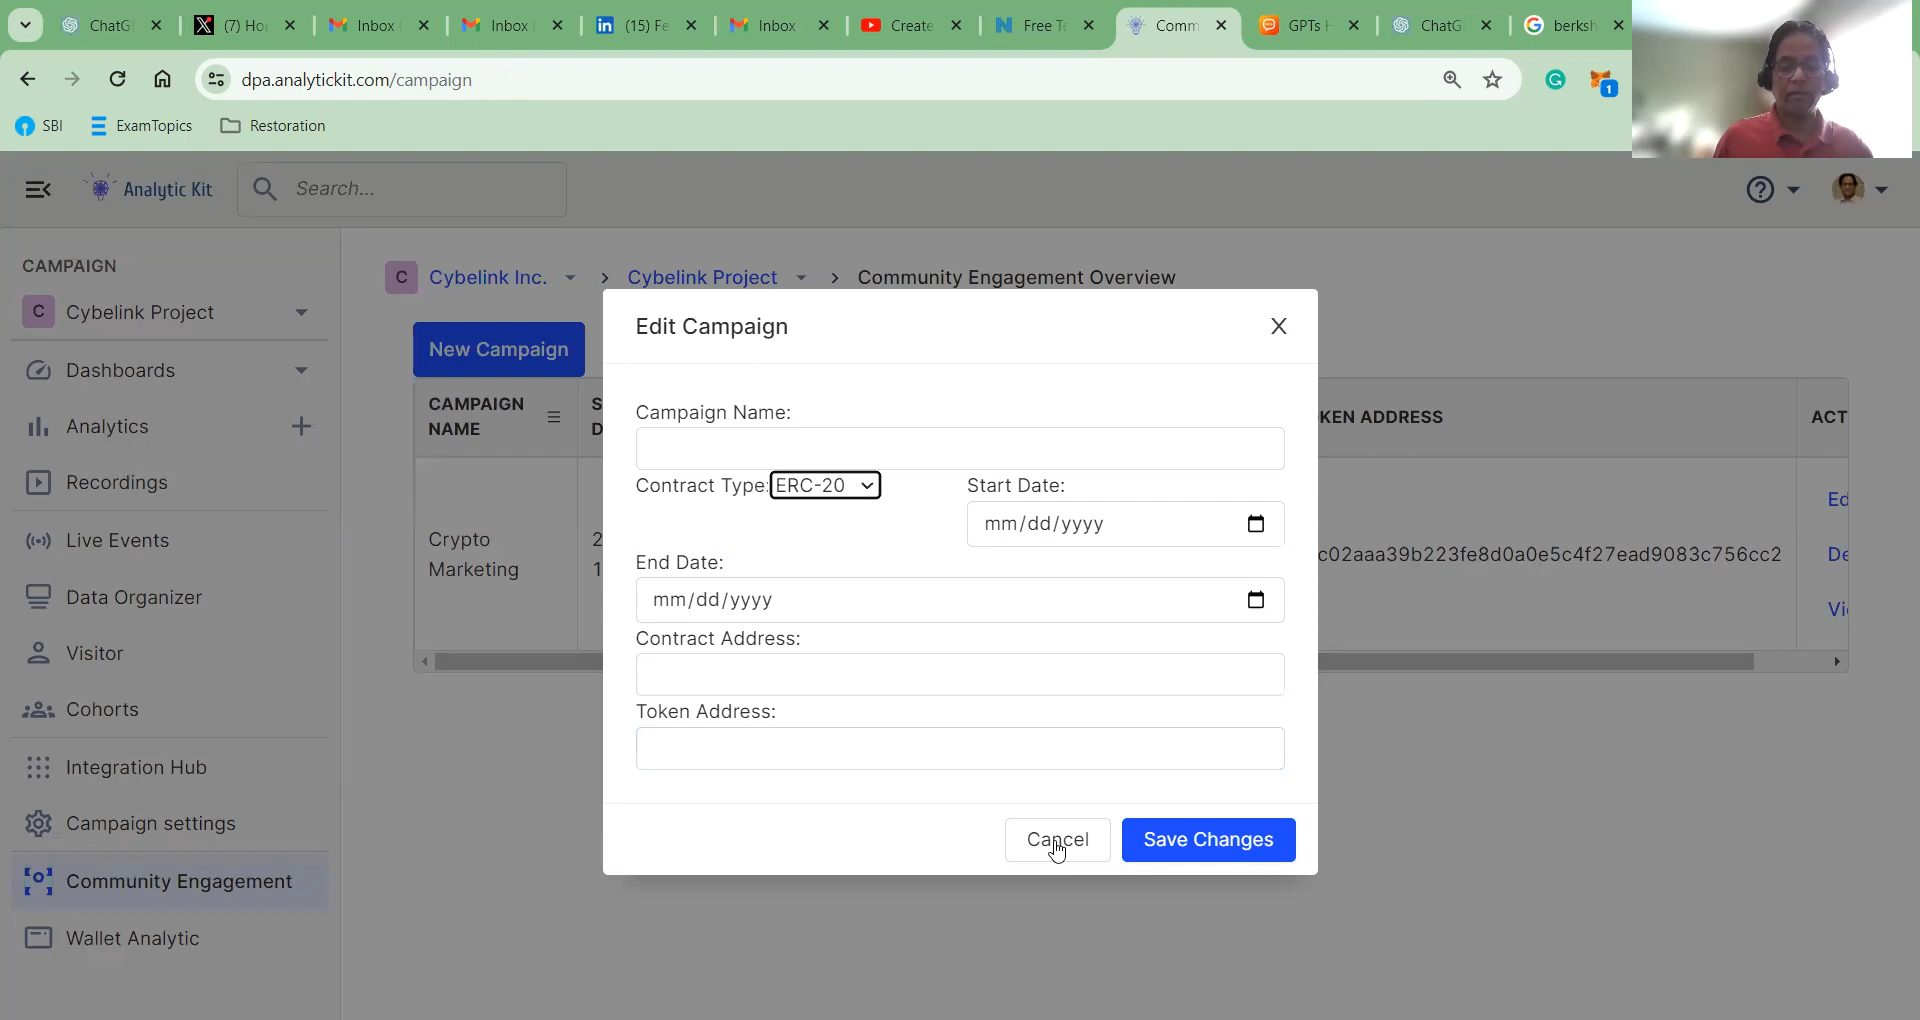 ChatG
(7) Ho
Inbox
Inbox
(15) Fe
Inbox
Create
Free Te
Comm
GPTs
ChatG
berksh
dpa.analytickit.com/campaign
1
SBI
ExamTopics
Restoration
Analytic Kit
Search...
CAMPAIGN
C
Cybelink Project
Dashboards
Analytics
Recordings
Live Events
Data Organizer
Visitor
Cohorts
Integration Hub
Campaign settings
Community Engagement
Wallet Analytic
C
Cybelink Inc.
Cybelink Project
Community Engagement Overview
New Campaign
CAMPAIGN
NAME
S
D
KEN ADDRESS
ACT
Crypto
Marketing
2
1
c02aaa39b223fe8d0a0e5c4f27ead9083c756cc2
Ed
De
Vi
Edit Campaign
X
Campaign Name:
Contract Type: ERC-20
Start Date:
mm/dd/yyyy
End Date:
mm/dd/yyyy
Contract Address:
Token Address:
Cancel
Save Changes